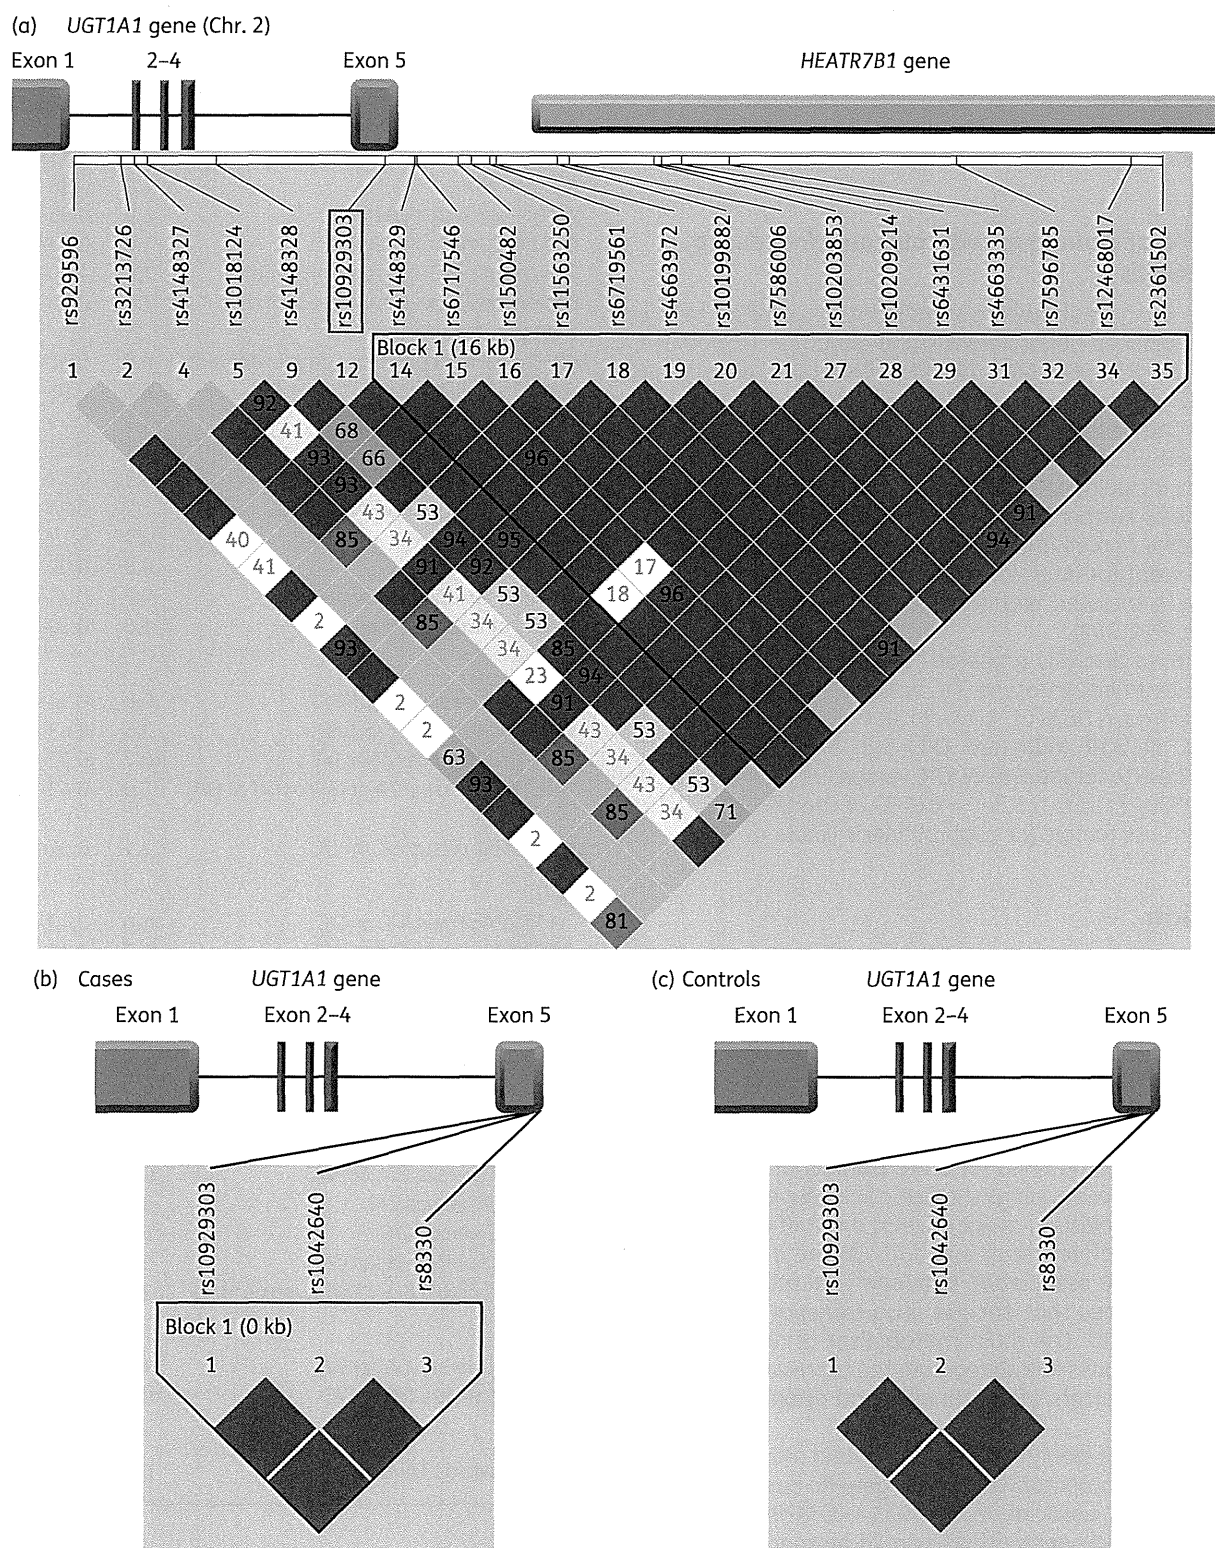 (a) UGT1A1 gene (Chr. 2)
Exon 1 2–4 Exon 5 HEATR7B1 gene
rs929596
rs3213726
rs4148327
rs1018124
rs4148328
rs10929303
rs4148329
rs6717546
rs1500482
rs11563250
rs6719561
rs4663972
rs10199882
rs7586006
rs10203853
rs10209214
rs6431631
rs4663335
rs7596785
rs12468017
rs2361502
Block 1 (16 kb)
1 2 4 5 9 12 14 15 16 17 18 19 20 21 27 28 29 31 32 34 35
92
41 68
93 66 96
93
43 53 91
85 34 94 95 94
40 91 92 17
41 41 53 18 96
2 85 34 53
93 34 85 91
23 94
2 91
2 43 53
63 85 34
93 43 53
85 34 71
2
2
81
(b) Cases UGT1A1 gene
Exon 1 Exon 2–4 Exon 5
rs10929303
rs1042640
rs8330
Block 1 (0 kb)
1 2 3
(c) Controls UGT1A1 gene
Exon 1 Exon 2–4 Exon 5
rs10929303
rs1042640
rs8330
1 2 3